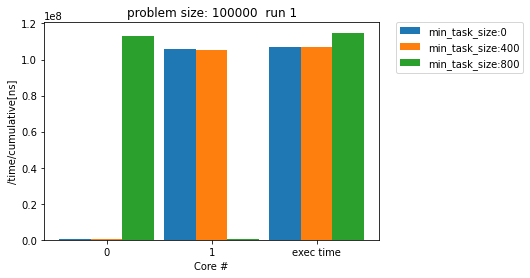 problem size: 100000  run 1
1e8
1.2
1.0
0.8
0.6
0.4
0.2
0.0
/time/cumulative[ns]
0
1
exec time
Core #
min_task_size:0
min_task_size:400
min_task_size:800